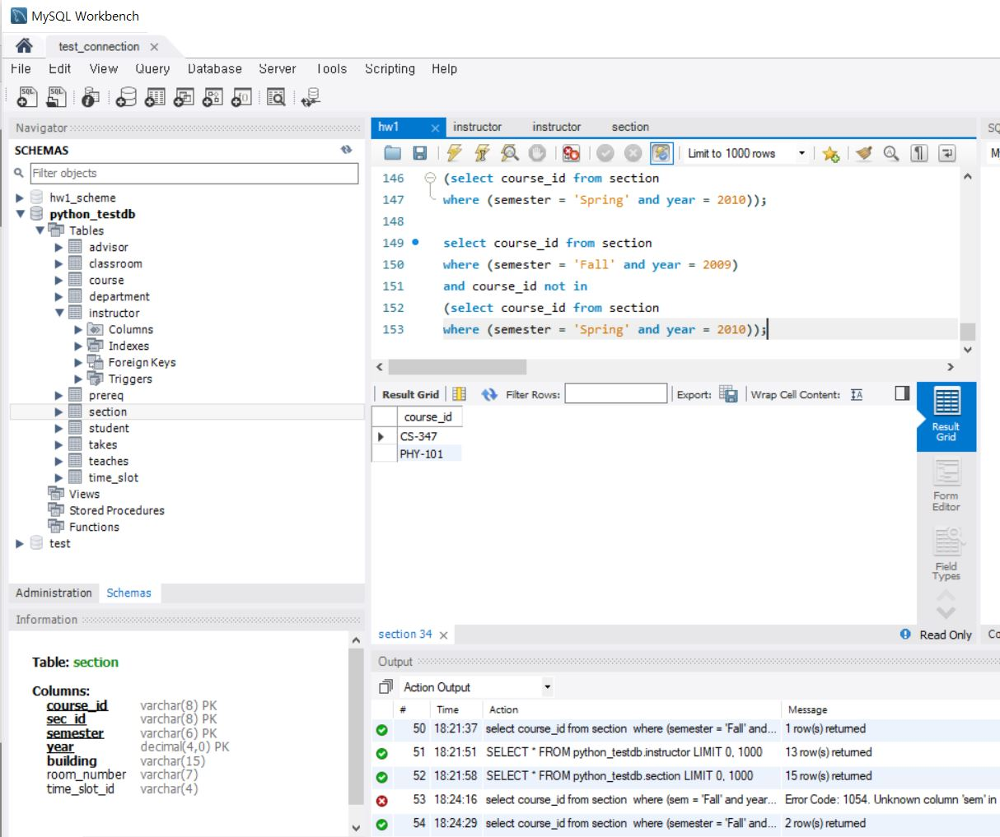 MySQL Workbench
test_connection
File Edit View Query Database Server Tools Scripting Help
SQL SQL
Navigator
SCHEMAS
Filter objects
hw1_scheme
python_testdb
Tables
advisor
classroom
course
department
instructor
Columns
Indexes
Foreign Keys
Triggers
prereq
section
student
takes
teaches
time_slot
Views
Stored Procedures
Functions
test
Administration Schemas
Information
Table: section
Columns:
course_id varchar(8) PK
sec_id varchar(8) PK
semester varchar(6) PK
year decimal(4,0) PK
building varchar(15)
room_number varchar(7)
time_slot_id varchar(4)
hw1 instructor instructor section
Limit to 1000 rows
146 (select course_id from section
147 where (semester = 'Spring' and year = 2010));
148
149 select course_id from section
150 where (semester = 'Fall' and year = 2009)
151 and course_id not in
152 (select course_id from section
153 where (semester = 'Spring' and year = 2010));
Result Grid Filter Rows: Export: Wrap Cell Content:
course_id
CS-347
PHY-101
Result
Grid
Form
Editor
Field
Types
section 34
Read Only
Output
Action Output
# Time Action Message
50 18:21:37 select course_id from section where (semester = 'Fall' and... 1 row(s) returned
51 18:21:51 SELECT * FROM python_testdb.instructor LIMIT 0, 1000 13 row(s) returned
52 18:21:58 SELECT * FROM python_testdb.section LIMIT 0, 1000 15 row(s) returned
53 18:24:16 select course_id from section where (sem = 'Fall' and year... Error Code: 1054. Unknown column 'sem' in
54 18:24:29 select course_id from section where (semester = 'Fall' and... 2 row(s) returned